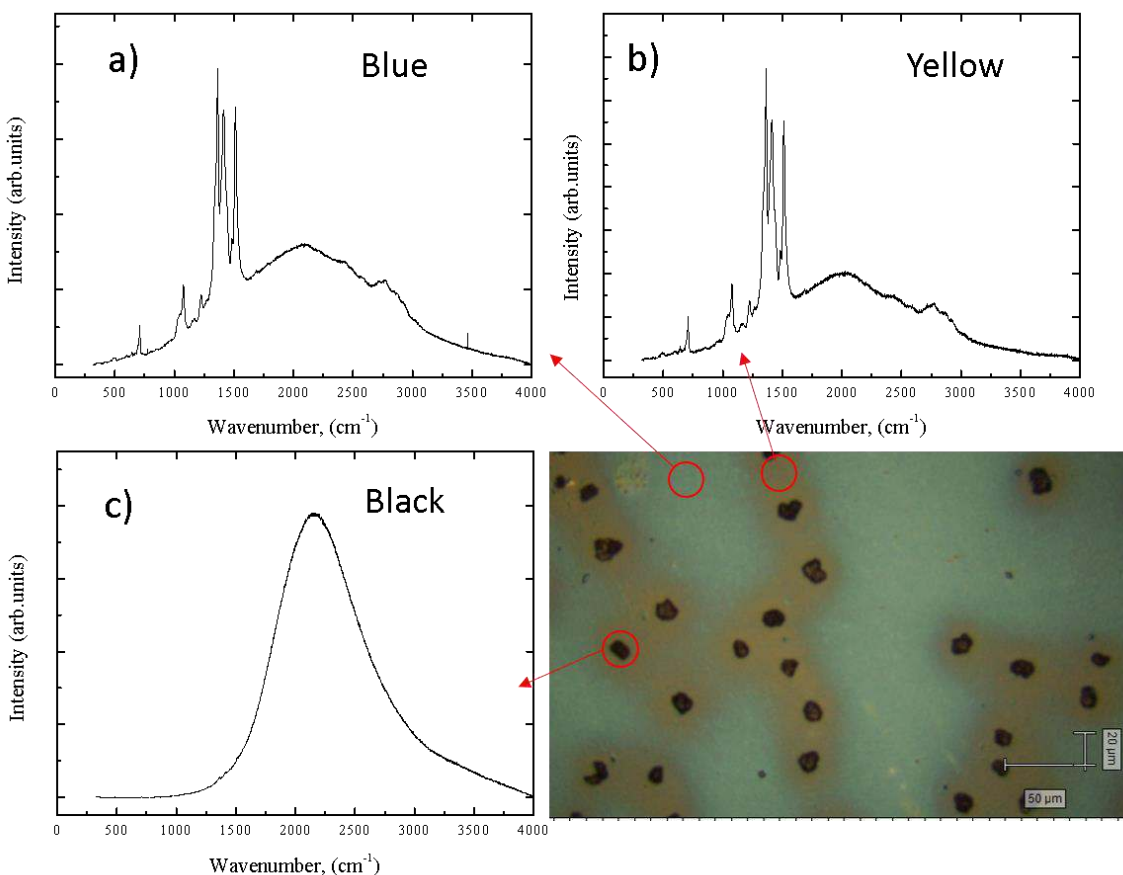 a)
Blue
Intensity (arb.units)
0 500 1000 1500 2000 2500 3000 3500 4000
Wavenumber, (cm⁻¹)
b)
Yellow
Intensity (arb.units)
0 500 1000 1500 2000 2500 3000 3500 4000
Wavenumber, (cm⁻¹)
c)
Black
Intensity (arb.units)
0 500 1000 1500 2000 2500 3000 3500 4000
Wavenumber, (cm⁻¹)
20 µm
50 µm